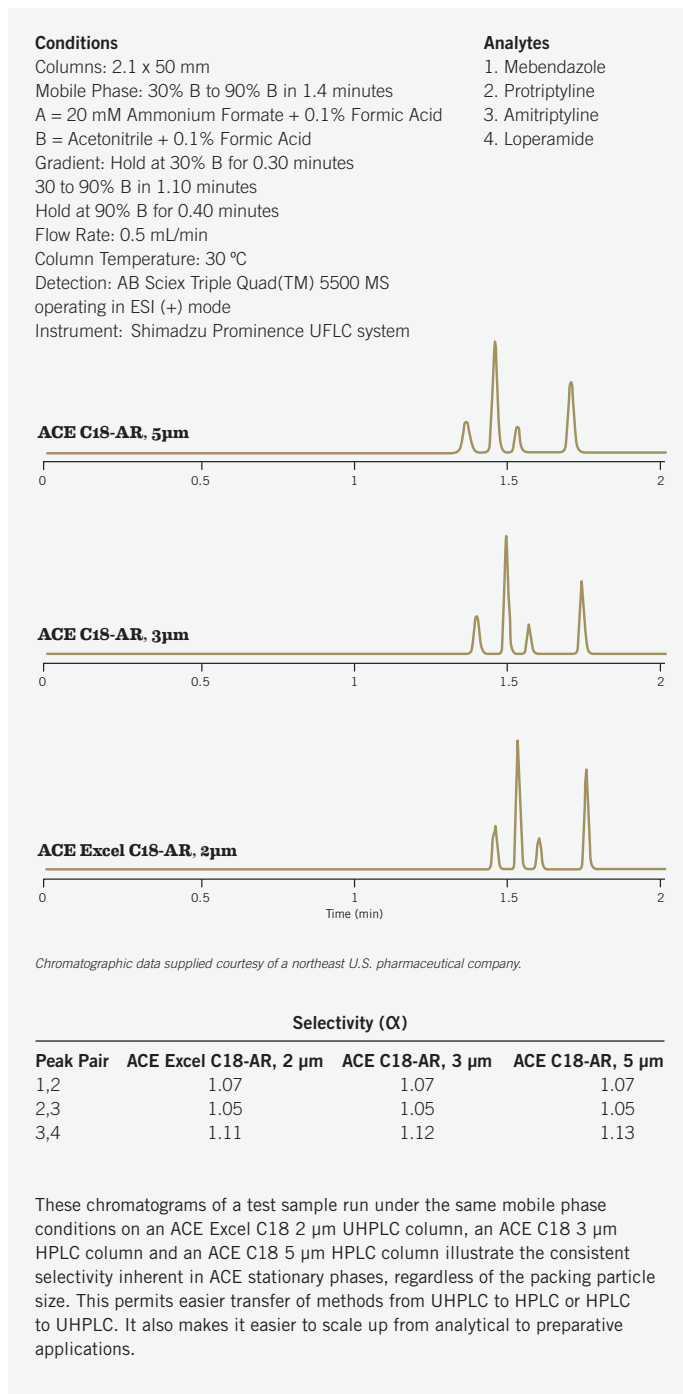 Conditions
Columns: 2.1 x 50 mm
Mobile Phase: 30% B to 90% B in 1.4 minutes
A = 20 mM Ammonium Formate + 0.1% Formic Acid
B = Acetonitrile + 0.1% Formic Acid
Gradient: Hold at 30% B for 0.30 minutes
30 to 90% B in 1.10 minutes
Hold at 90% B for 0.40 minutes
Flow Rate: 0.5 mL/min
Column Temperature: 30 ºC
Detection: AB Sciex Triple Quad(TM) 5500 MS
operating in ESI (+) mode
Instrument: Shimadzu Prominence UFLC system
Analytes
1. Mebendazole
2. Protriptyline
3. Amitriptyline
4. Loperamide
ACE C18-AR, 5µm
0 0.5 1 1.5 2
ACE C18-AR, 3µm
0 0.5 1 1.5 2
ACE Excel C18-AR, 2µm
0 0.5 1 1.5 2
Time (min)
Chromatographic data supplied courtesy of a northeast U.S. pharmaceutical company.
Selectivity (α)
Peak Pair ACE Excel C18-AR, 2 µm ACE C18-AR, 3 µm ACE C18-AR, 5 µm
1,2 1.07 1.07 1.07
2,3 1.05 1.05 1.05
3,4 1.11 1.12 1.13
These chromatograms of a test sample run under the same mobile phase
conditions on an ACE Excel C18 2 µm UHPLC column, an ACE C18 3 µm
HPLC column and an ACE C18 5 µm HPLC column illustrate the consistent
selectivity inherent in ACE stationary phases, regardless of the packing particle
size. This permits easier transfer of methods from UHPLC to HPLC or HPLC
to UHPLC. It also makes it easier to scale up from analytical to preparative
applications.